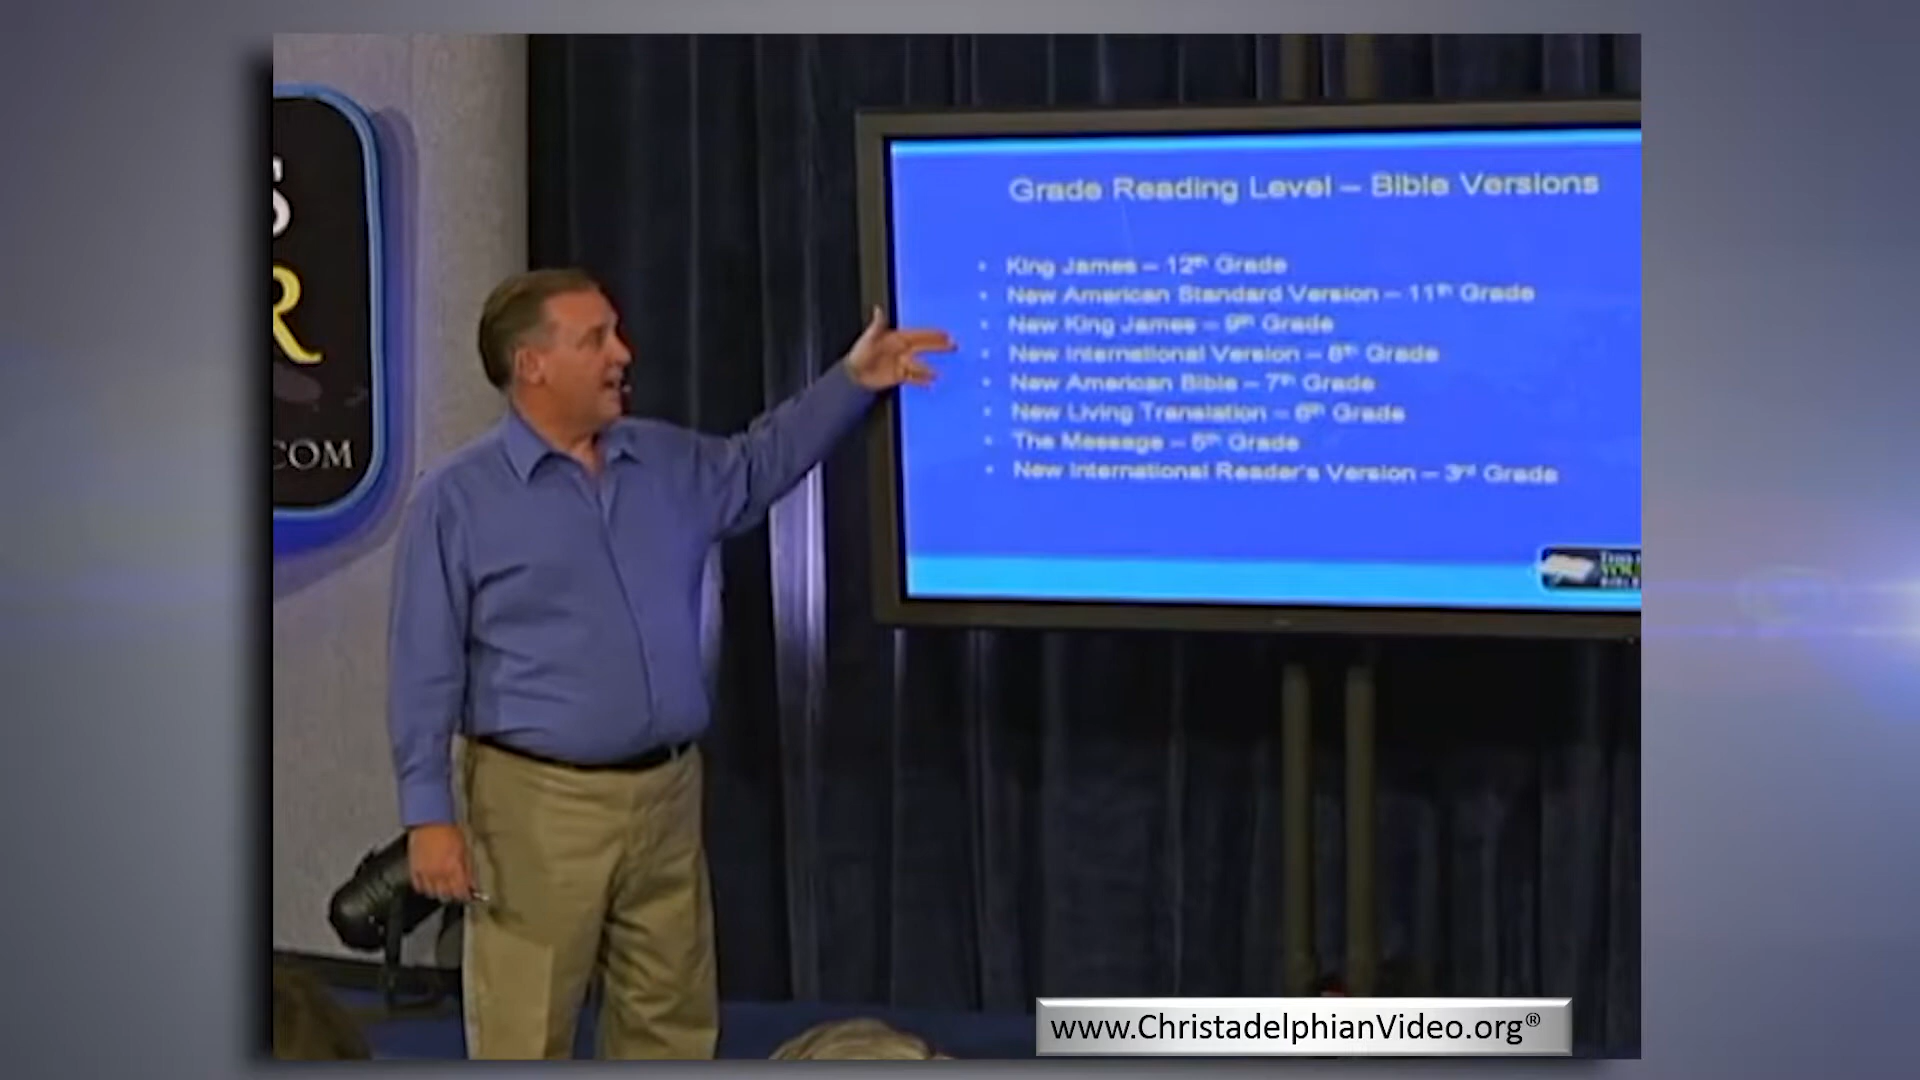 S
R
.COM
Grade Reading Level – Bible Versions
• King James – 12th Grade
• New American Standard Version – 11th Grade
• New King James – 9th Grade
• New International Version – 8th Grade
• New American Bible – 7th Grade
• New Living Translation – 6th Grade
• The Message – 5th Grade
• New International Reader's Version – 3rd Grade
www.ChristadelphianVideo.org®